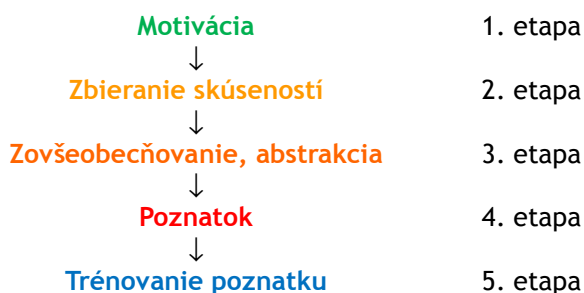 Motivácia 1. etapa
↓
Zbieranie skúseností 2. etapa
↓
Zovšeobecňovanie, abstrakcia 3. etapa
↓
Poznatok 4. etapa
↓
Trénovanie poznatku 5. etapa